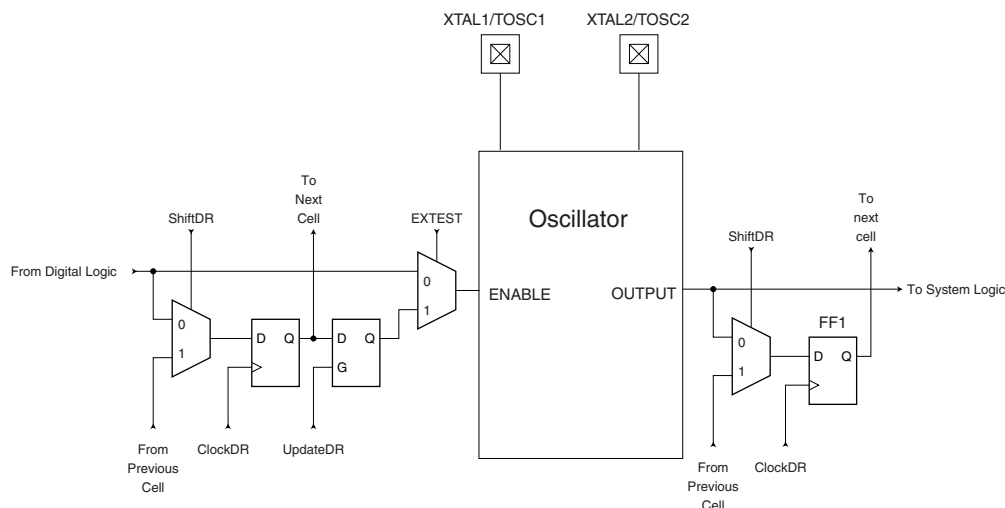 XTAL1/TOSC1
XTAL2/TOSC2
To
Next
Cell
ShiftDR
EXTEST
From Digital Logic
0
1
D Q
D Q
G
0
1
From
Previous
Cell
ClockDR
UpdateDR
Oscillator
ENABLE
OUTPUT
To
next
cell
ShiftDR
To System Logic
FF1
0
1
D Q
From
Previous
Cell
ClockDR